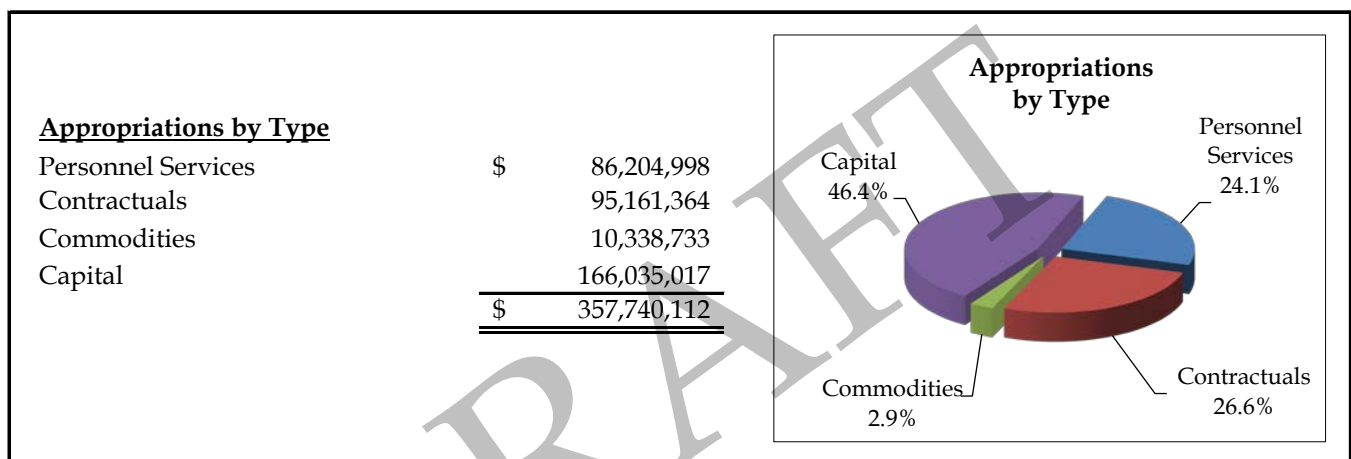 Appropriations by Type
Personnel Services $ 86,204,998
Contractuals 95,161,364
Commodities 10,338,733
Capital 166,035,017
$ 357,740,112
Appropriations
by Type
Personnel
Services
24.1%
Capital
46.4%
Contractuals
26.6%
Commodities
2.9%
RAFT